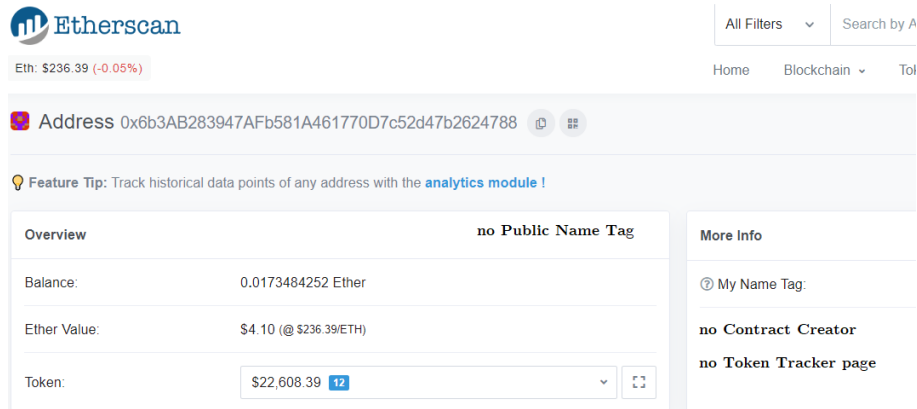 Etherscan
All Filters
Search by A
Eth: $236.39 (-0.05%)
Home Blockchain Tok
Address 0x6b3AB283947AFb581A461770D7c52d47b2624788
Feature Tip: Track historical data points of any address with the analytics module !
Overview
no Public Name Tag
Balance: 0.0173484252 Ether
Ether Value: $4.10 (@ $236.39/ETH)
Token: $22,608.39 12
More Info
My Name Tag:
no Contract Creator
no Token Tracker page